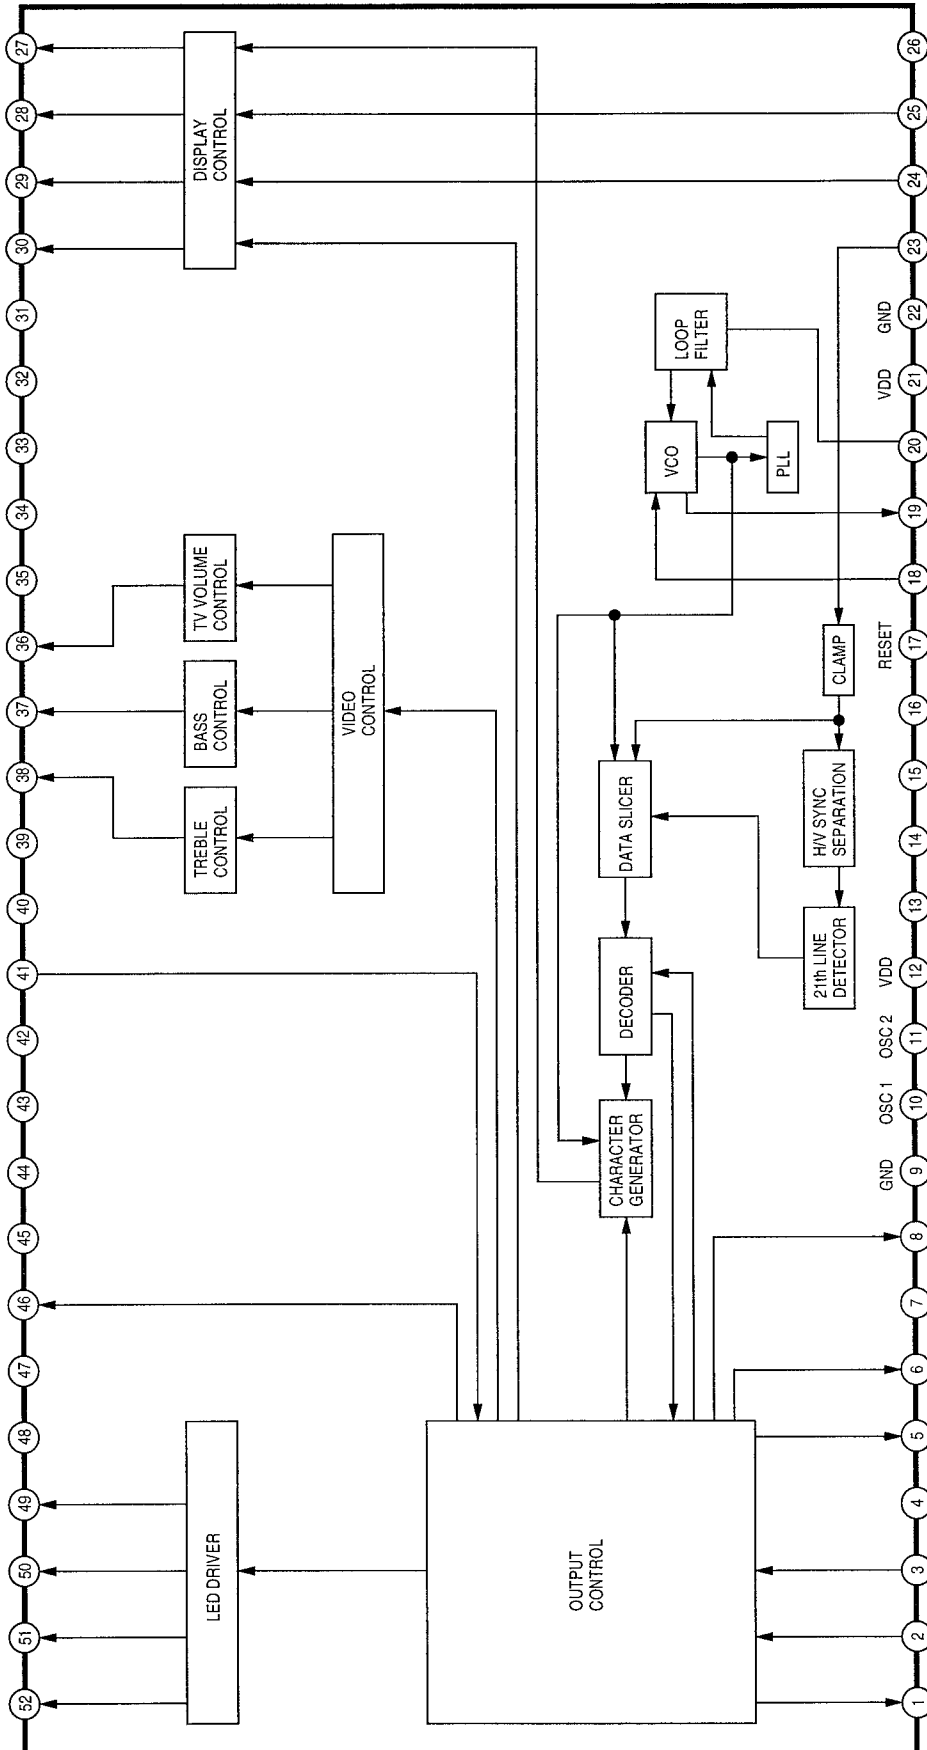 52
51
50
49
48
47
46
45
44
43
42
41
40
39
38
37
36
35
34
33
32
31
30
29
28
27
LED DRIVER
TREBLE
CONTROL
BASS
CONTROL
TV VOLUME
CONTROL
DISPLAY
CONTROL
VIDEO
CONTROL
OUTPUT
CONTROL
CHARACTER
GENERATOR
DECODER
DATA SLICER
VCO
LOOP
FILTER
PLL
21th LINE
DETECTOR
H/V SYNC
SEPARATION
CLAMP
GND
OSC 1
OSC 2
VDD
RESET
VDD
GND
1
2
3
4
5
6
7
8
9
10
11
12
13
14
15
16
17
18
19
20
21
22
23
24
25
26